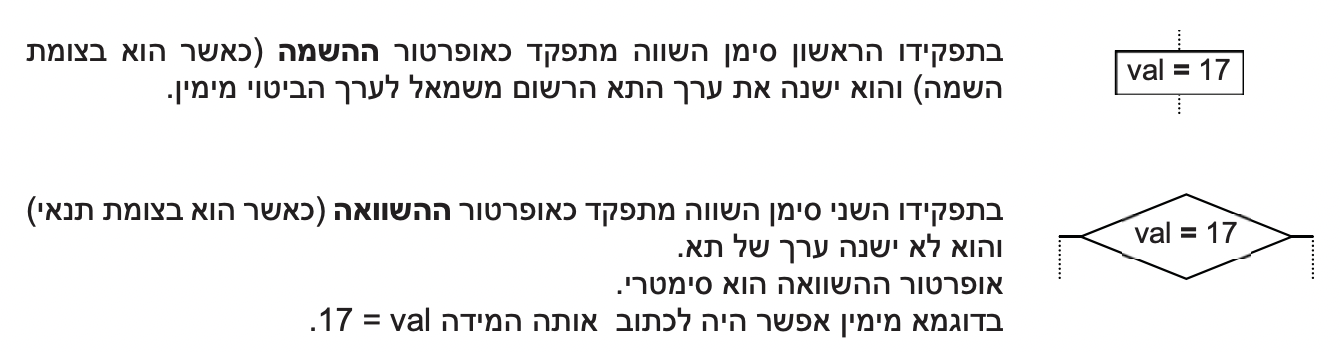 בתפקידו הראשון סימן השווה מתפקד כאופרטור ההשמה (כאשר הוא בצומת
השמה) והוא ישנה את ערך התא הרשום משמאל לערך הביטוי מימין.
val = 17
בתפקידו השני סימן השווה מתפקד כאופרטור ההשוואה (כאשר הוא בצומת תנאי)
והוא לא ישנה ערך של תא.
אופרטור ההשוואה הוא סימטרי.
בדוגמא מימין אפשר היה לכתוב אותה המידה 17 = val.
val = 17